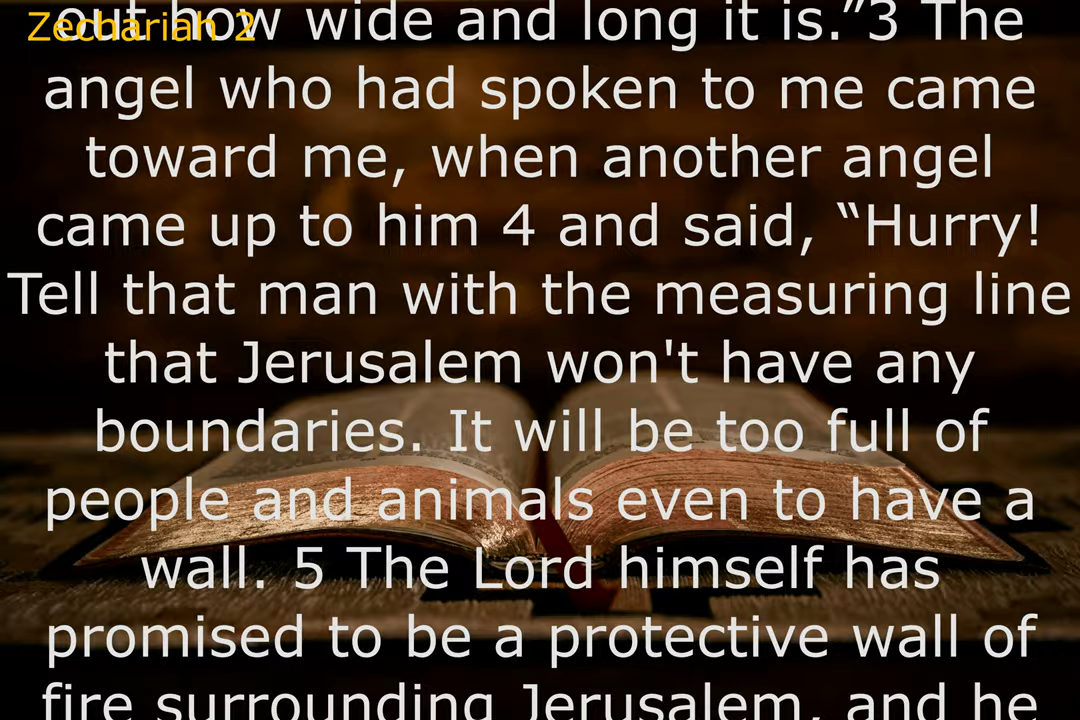 Zechariah 2
out how wide and long it is.”3 The
angel who had spoken to me came
toward me, when another angel
came up to him 4 and said, “Hurry!
Tell that man with the measuring line
that Jerusalem won't have any
boundaries. It will be too full of
people and animals even to have a
wall. 5 The Lord himself has
promised to be a protective wall of
fire surrounding Jerusalem, and he